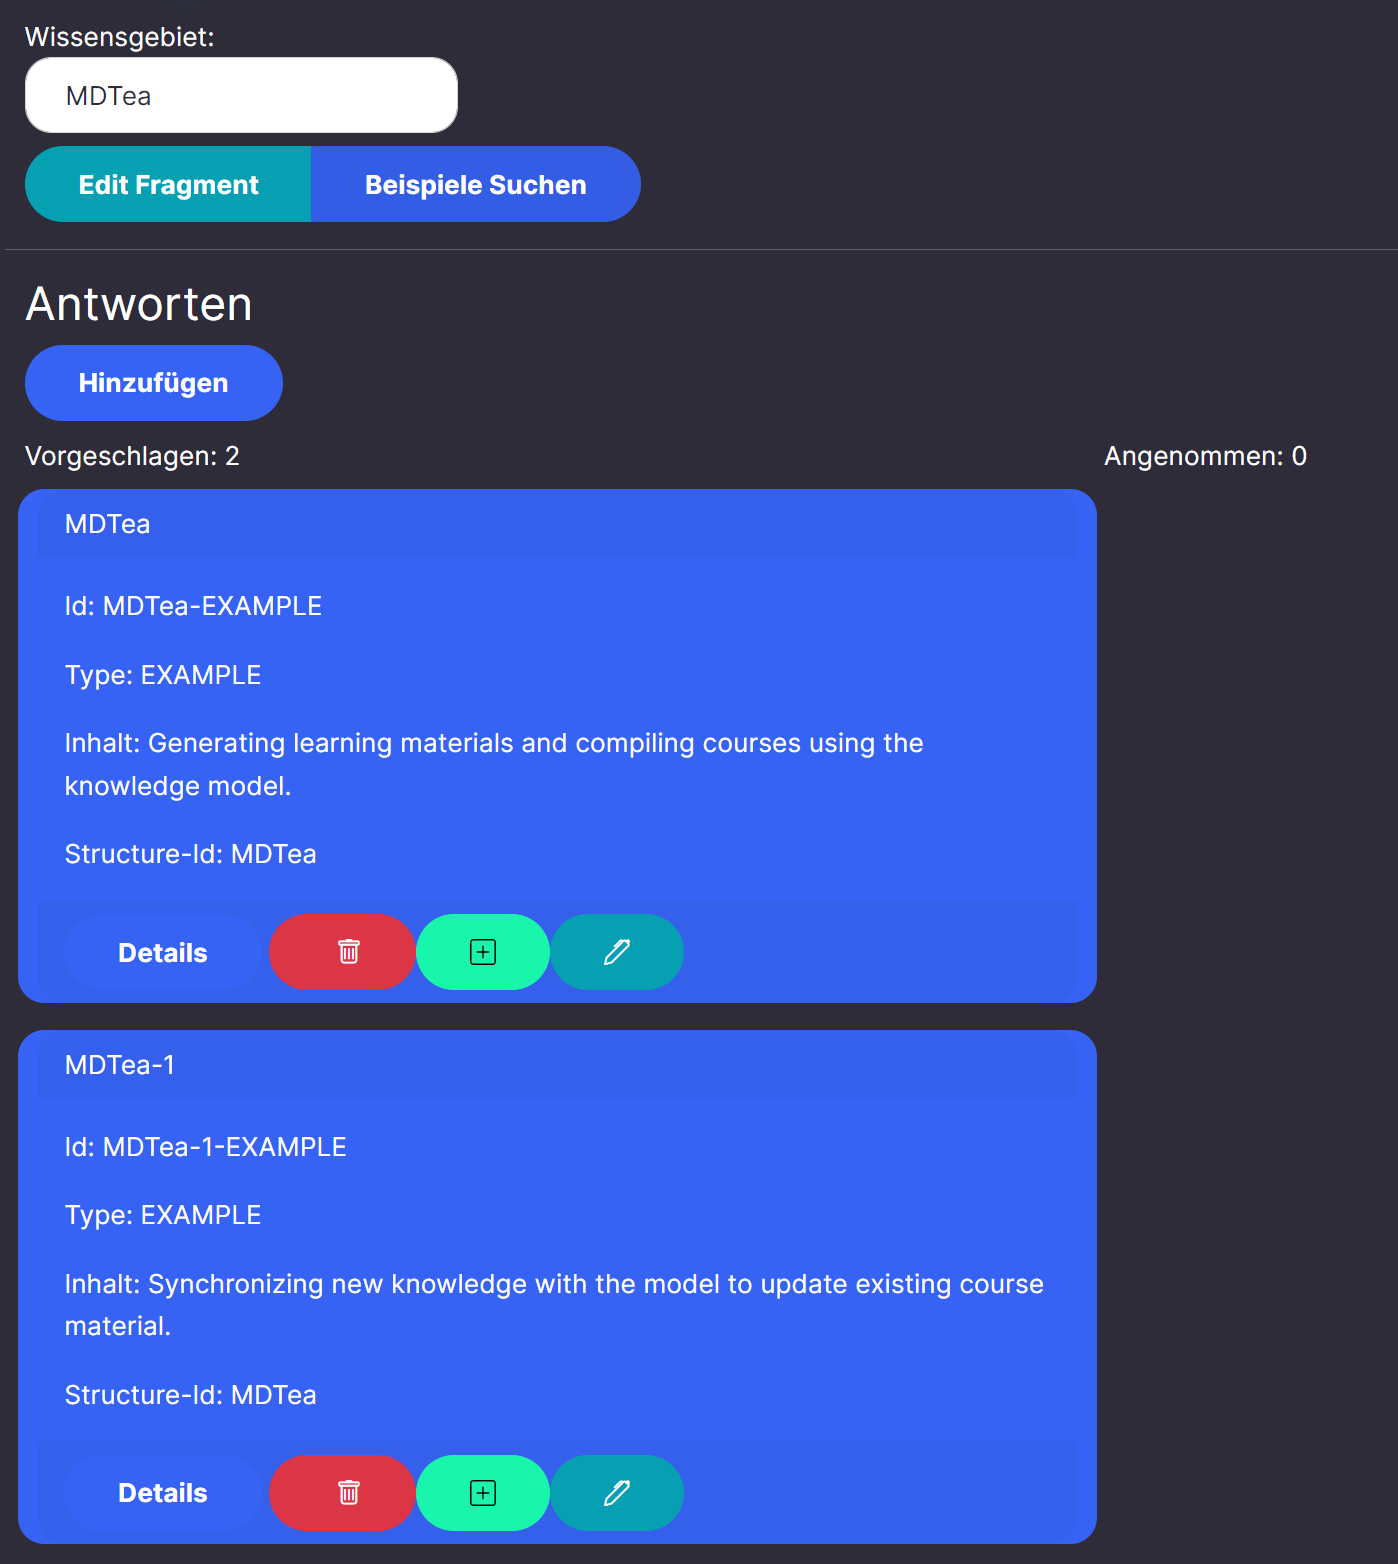 Wissensgebiet:
MDTea
Edit Fragment
Beispiele Suchen
Antworten
Hinzufügen
Vorgeschlagen: 2
Angenommen: 0
MDTea
Id: MDTea-EXAMPLE
Type: EXAMPLE
Inhalt: Generating learning materials and compiling courses using the
knowledge model.
Structure-Id: MDTea
Details
MDTea-1
Id: MDTea-1-EXAMPLE
Type: EXAMPLE
Inhalt: Synchronizing new knowledge with the model to update existing course
material.
Structure-Id: MDTea
Details